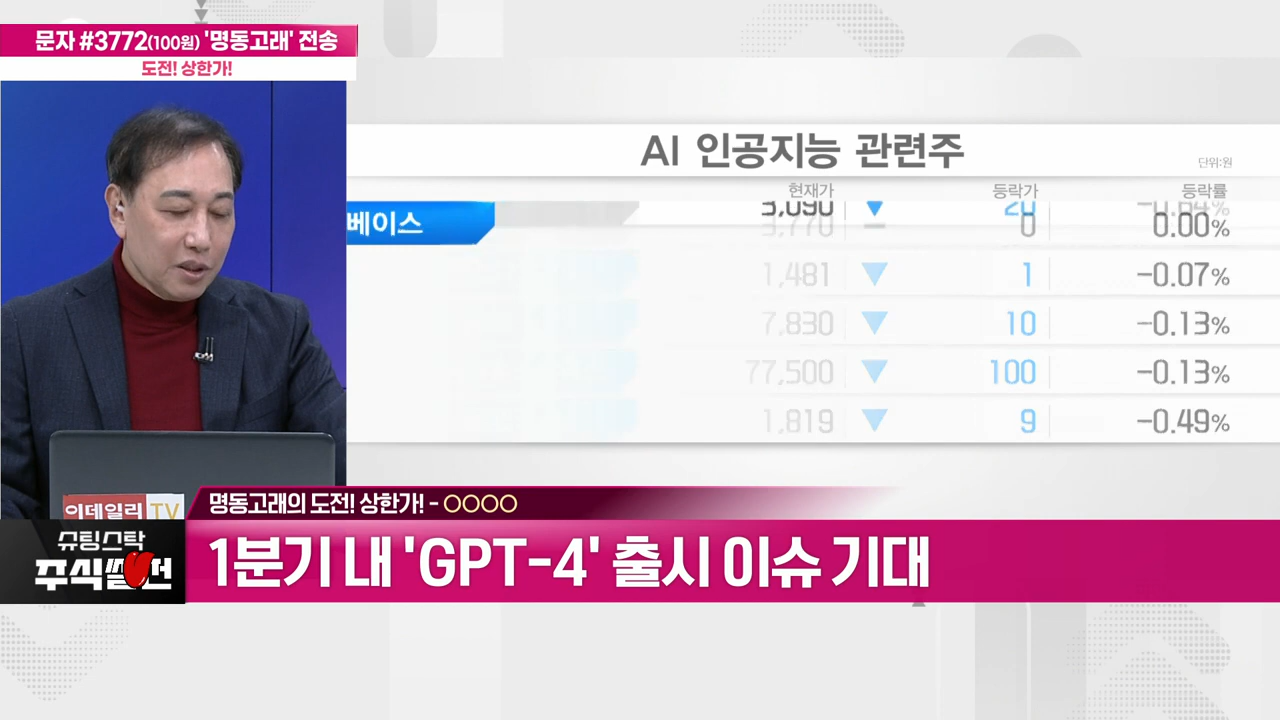 문자 #3772(100원) '명동고래' 전송
도전! 상한가!
AI 인공지능 관련주
단위:원
현재가 등락가 등락률
베이스
3,090 ▼ 20
3,770 0 0.00%
1,481 ▼ 1 -0.07%
7,830 ▼ 10 -0.13%
77,500 ▼ 100 -0.13%
1,819 ▼ 9 -0.49%
이데일리TV
명동고래의 도전! 상한가! - ○○○○
슈팅스탁
주식썰전
1분기 내 'GPT-4' 출시 이슈 기대